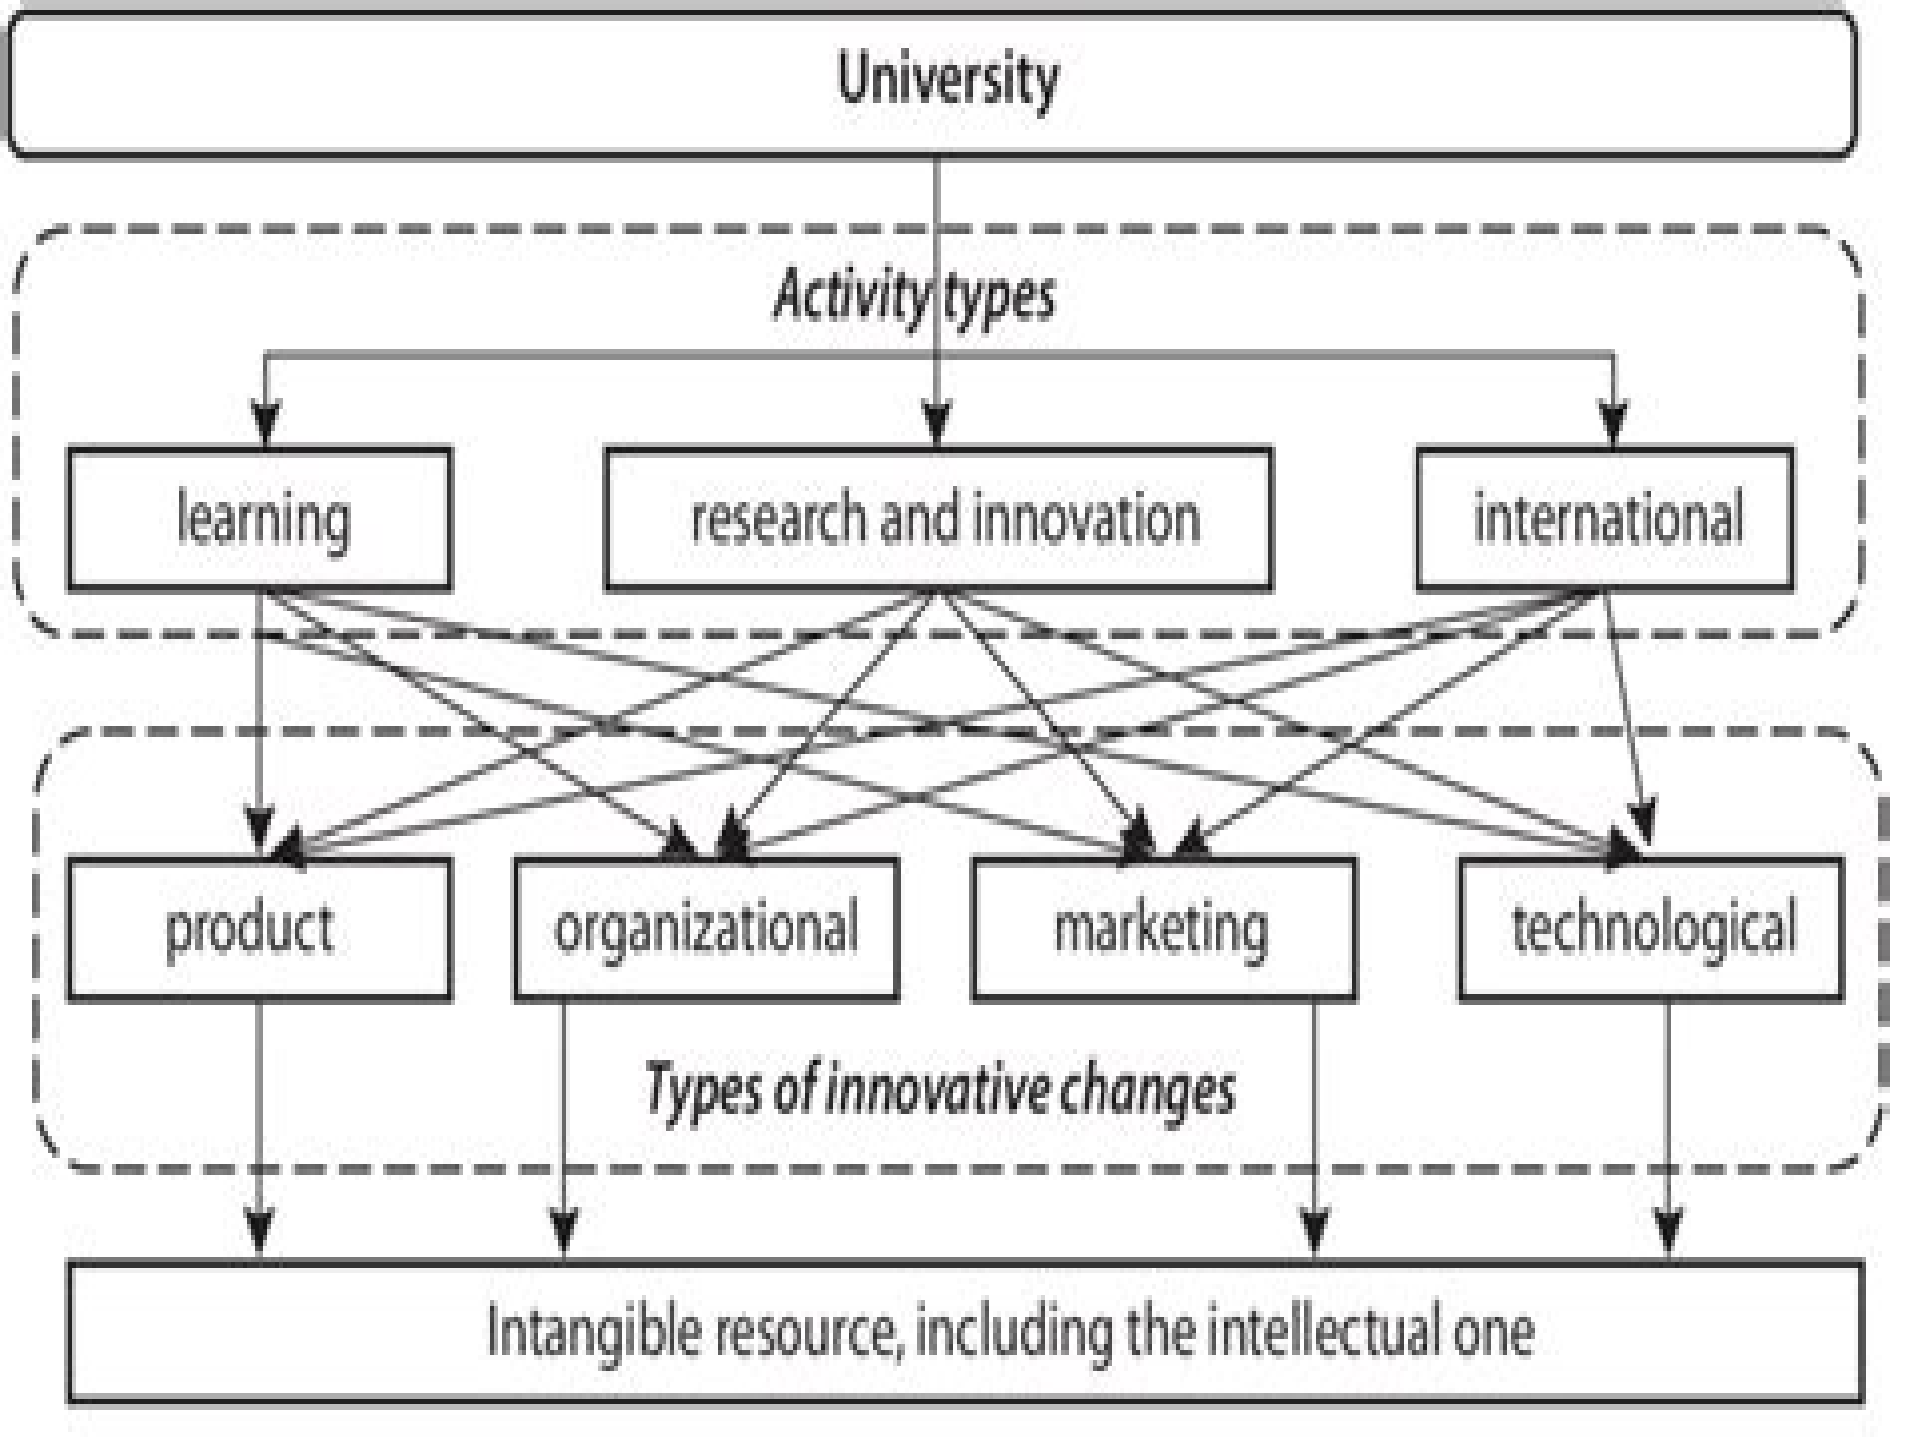 University
Activity types
learning
research and innovation
international
product
organizational
marketing
technological
Types of innovative changes
Intangible resource, including the intellectual one